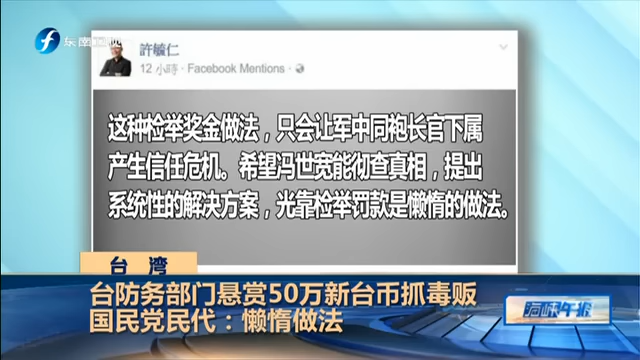 东南卫视
許毓仁
12 小時 · Facebook Mentions ·
这种检举奖金做法，只会让军中同袍长官下属
产生信任危机。希望冯世宽能彻查真相，提出
系统性的解决方案，光靠检举罚款是懒惰的做法。
台 湾
台防务部门悬赏50万新台币抓毒贩
国民党民代：懒惰做法
海峡午报